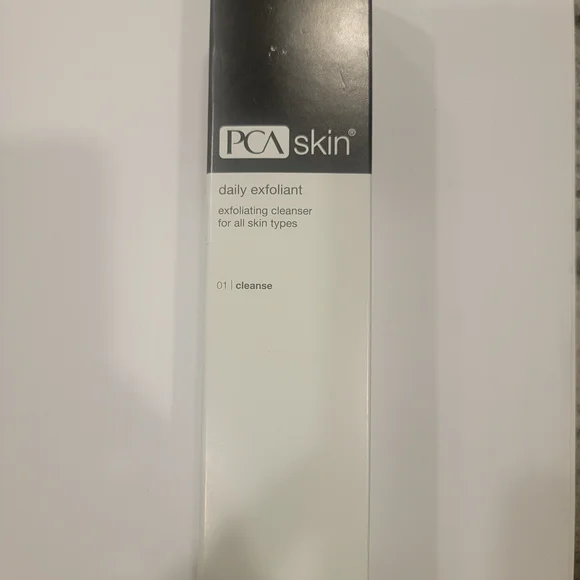 PCA skin®
daily exfoliant
exfoliating cleanser
for all skin types
01 | cleanse